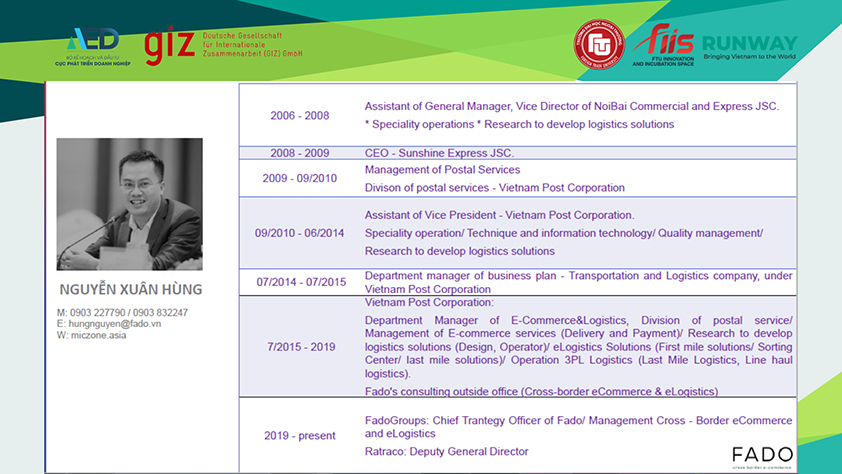 AED
BỘ KẾ HOẠCH VÀ ĐẦU TƯ
CỤC PHÁT TRIỂN DOANH NGHIỆP
giz
Deutsche Gesellschaft
für Internationale
Zusammenarbeit (GIZ) GmbH
TRƯỜNG ĐẠI HỌC NGOẠI THƯƠNG
FOREIGN TRADE UNIVERSITY
fiis
FTU INNOVATION
AND INCUBATION SPACE
RUNWAY
Bringing Vietnam to the World
NGUYỄN XUÂN HÙNG
M: 0903 227790 / 0903 832247
E: hungnguyen@fado.vn
W: miczone.asia
2006 - 2008
Assistant of General Manager, Vice Director of NoiBai Commercial and Express JSC.
* Speciality operations * Research to develop logistics solutions
2008 - 2009
CEO - Sunshine Express JSC.
2009 - 09/2010
Management of Postal Services
Divison of postal services - Vietnam Post Corporation
09/2010 - 06/2014
Assistant of Vice President - Vietnam Post Corporation.
Speciality operation/ Technique and information technology/ Quality management/
Research to develop logistics solutions
07/2014 - 07/2015
Department manager of business plan - Transportation and Logistics company, under
Vietnam Post Corporation
7/2015 - 2019
Vietnam Post Corporation:
Department Manager of E-Commerce&Logistics, Division of postal service/
Management of E-commerce services (Delivery and Payment)/ Research to develop
logistics solutions (Design, Operator)/ eLogistics Solutions (First mile solutions/ Sorting
Center/ last mile solutions)/ Operation 3PL Logistics (Last Mile Logistics, Line haul
logistics).
Fado's consulting outside office (Cross-border eCommerce & eLogistics)
2019 - present
FadoGroups: Chief Trantegy Officer of Fado/ Management Cross - Border eCommerce
and eLogistics
Ratraco: Deputy General Director
FADO
cross border e-commerce